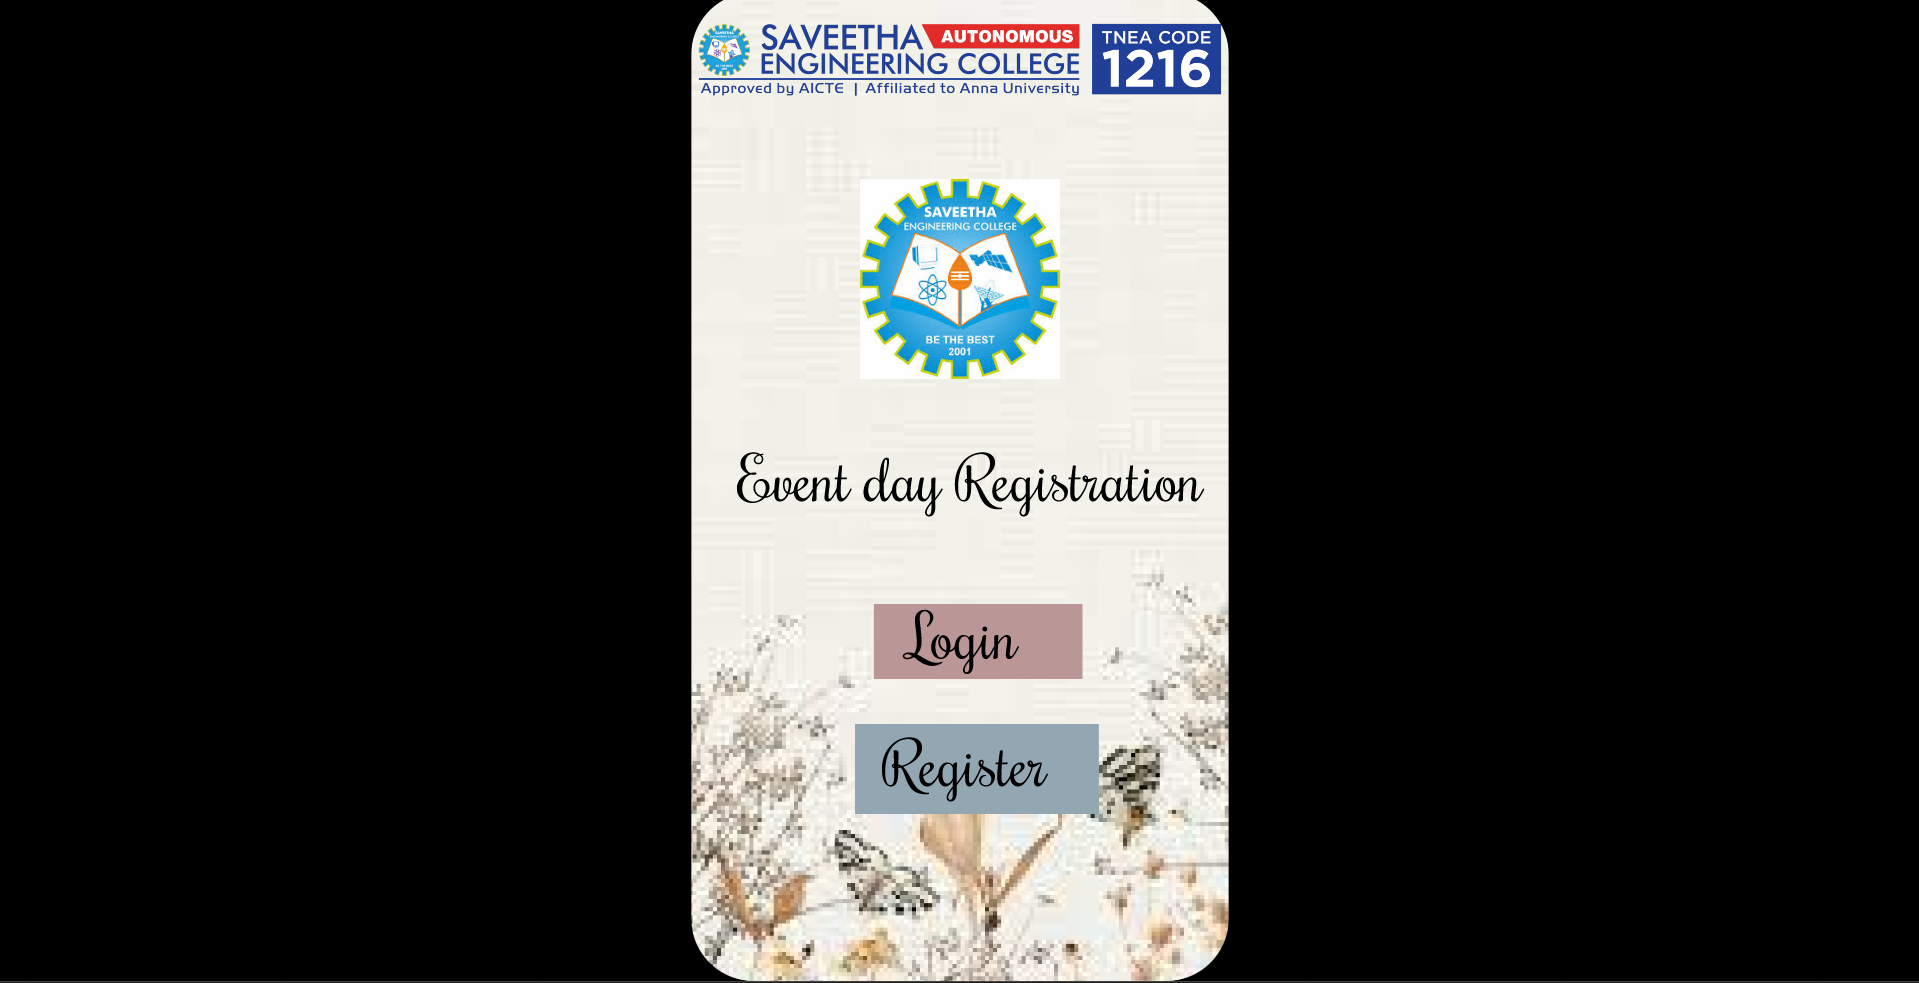 SAVEETHA AUTONOMOUS
ENGINEERING COLLEGE
Approved by AICTE | Affiliated to Anna University
TNEA CODE
1216
SAVEETHA
ENGINEERING COLLEGE
BE THE BEST
2001
Event day Registration
Login
Register